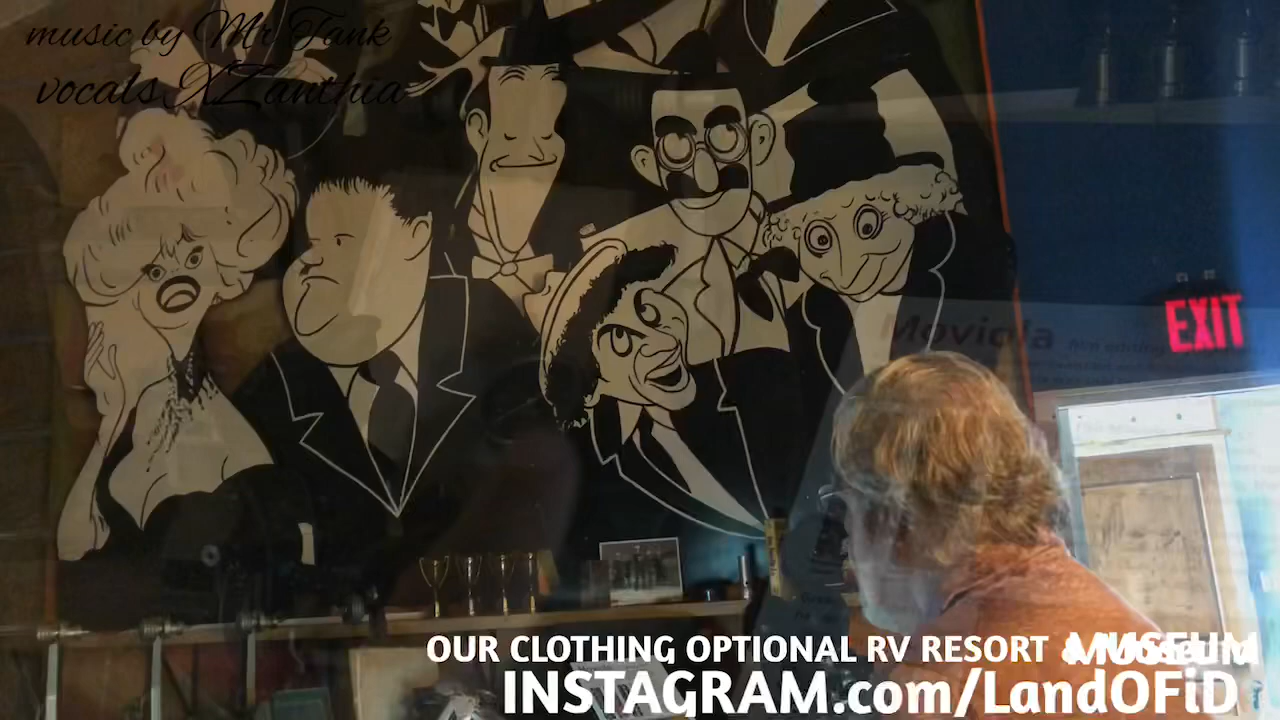 music by Mr Tank
vocals XZanthia
Moviola
EXIT
OUR CLOTHING OPTIONAL RV RESORT & MUSEUM
INSTAGRAM.com/LandOFiD